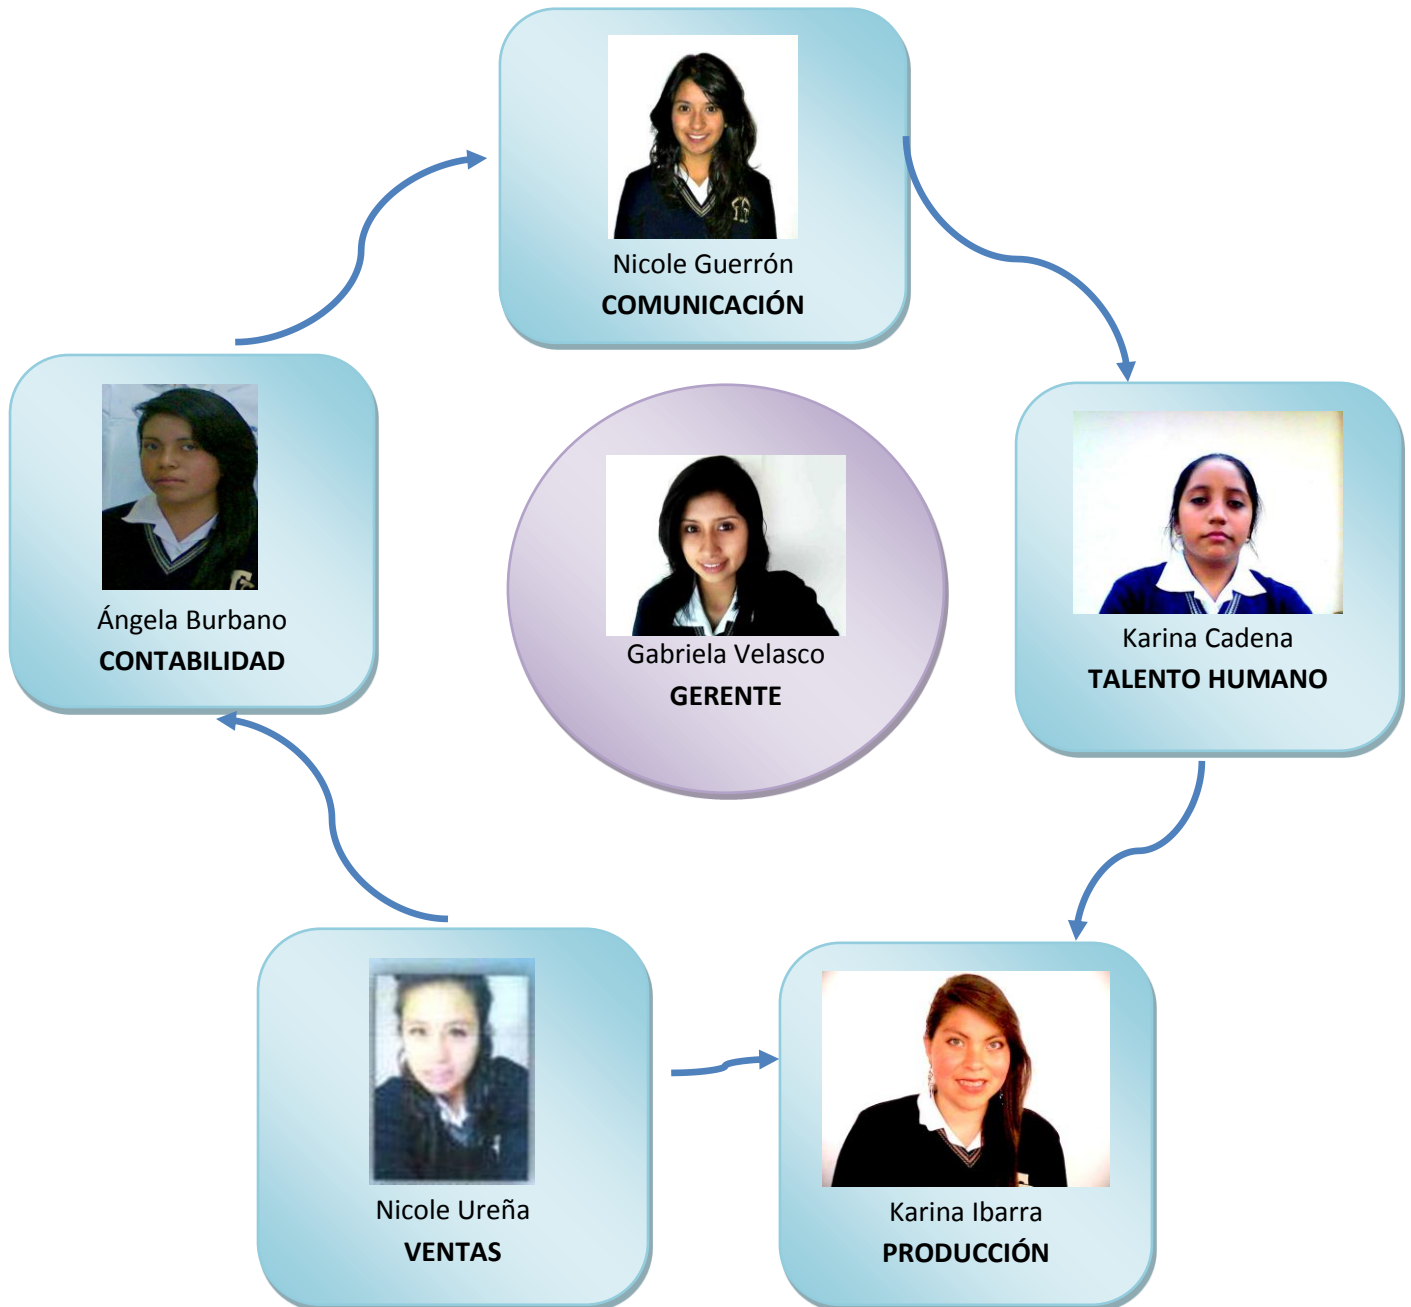 Nicole Guerrón
COMUNICACIÓN
Ángela Burbano
CONTABILIDAD
Gabriela Velasco
GERENTE
Karina Cadena
TALENTO HUMANO
Nicole Ureña
VENTAS
Karina Ibarra
PRODUCCIÓN